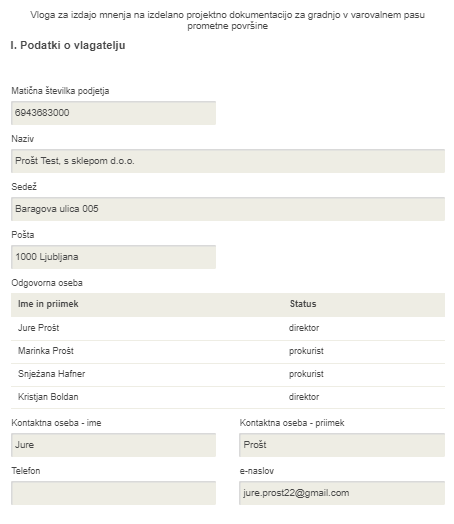 Vloga za izdajo mnenja na izdelano projektno dokumentacijo za gradnjo v varovalnem pasu
prometne površine
I. Podatki o vlagatelju
Matična številka podjetja
6943683000
Naziv
Prošt Test, s sklepom d.o.o.
Sedež
Baragova ulica 005
Pošta
1000 Ljubljana
Odgovorna oseba
Ime in priimek Status
Jure Prošt direktor
Marinka Prošt prokurist
Snježana Hafner prokurist
Kristjan Boldan direktor
Kontaktna oseba - ime Kontaktna oseba - priimek
Jure Prošt
Telefon e-naslov
jure.prost22@gmail.com